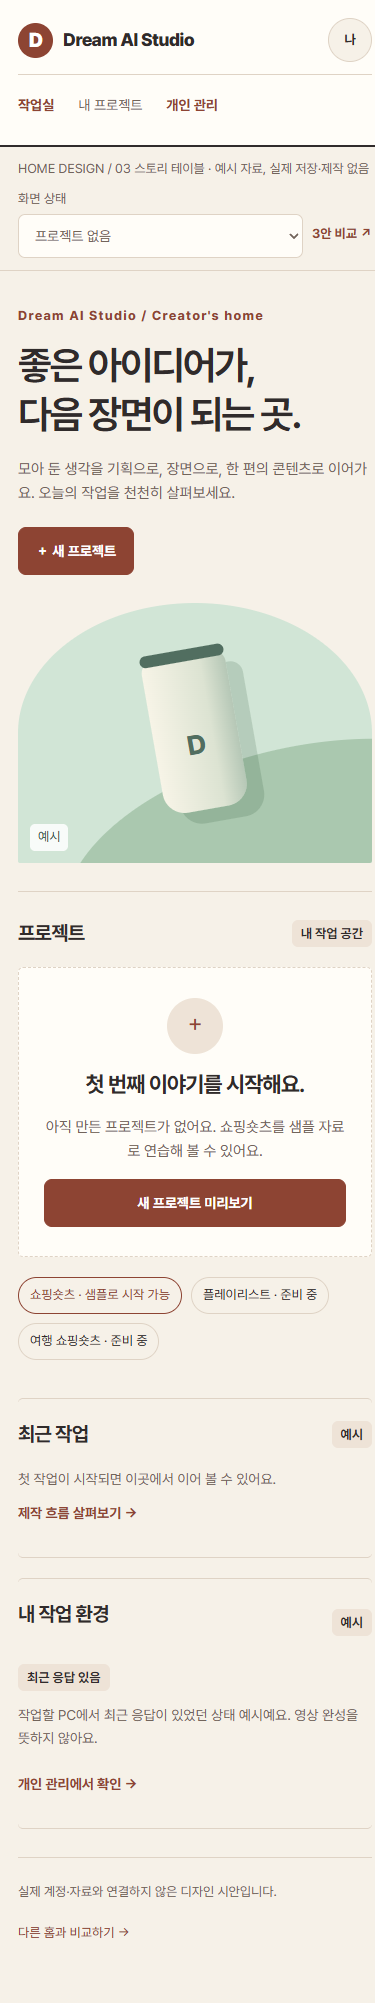 D Dream AI Studio 나
작업실 내 프로젝트 개인 관리
HOME DESIGN / 03 스토리 테이블 · 예시 자료, 실제 저장·제작 없음
화면 상태
프로젝트 없음 3안 비교 ↗
Dream AI Studio / Creator's home
좋은 아이디어가,
다음 장면이 되는 곳.
모아 둔 생각을 기획으로, 장면으로, 한 편의 콘텐츠로 이어가
요. 오늘의 작업을 천천히 살펴보세요.
+ 새 프로젝트
D
예시
프로젝트 내 작업 공간
+
첫 번째 이야기를 시작해요.
아직 만든 프로젝트가 없어요. 쇼핑숏츠를 샘플 자료
로 연습해 볼 수 있어요.
새 프로젝트 미리보기
쇼핑숏츠 · 샘플로 시작 가능 플레이리스트 · 준비 중
여행 쇼핑숏츠 · 준비 중
최근 작업 예시
첫 작업이 시작되면 이곳에서 이어 볼 수 있어요.
제작 흐름 살펴보기 →
내 작업 환경 예시
최근 응답 있음
작업할 PC에서 최근 응답이 있었던 상태 예시예요. 영상 완성을
뜻하지 않아요.
개인 관리에서 확인 →
실제 계정·자료와 연결하지 않은 디자인 시안입니다.
다른 홈과 비교하기 →